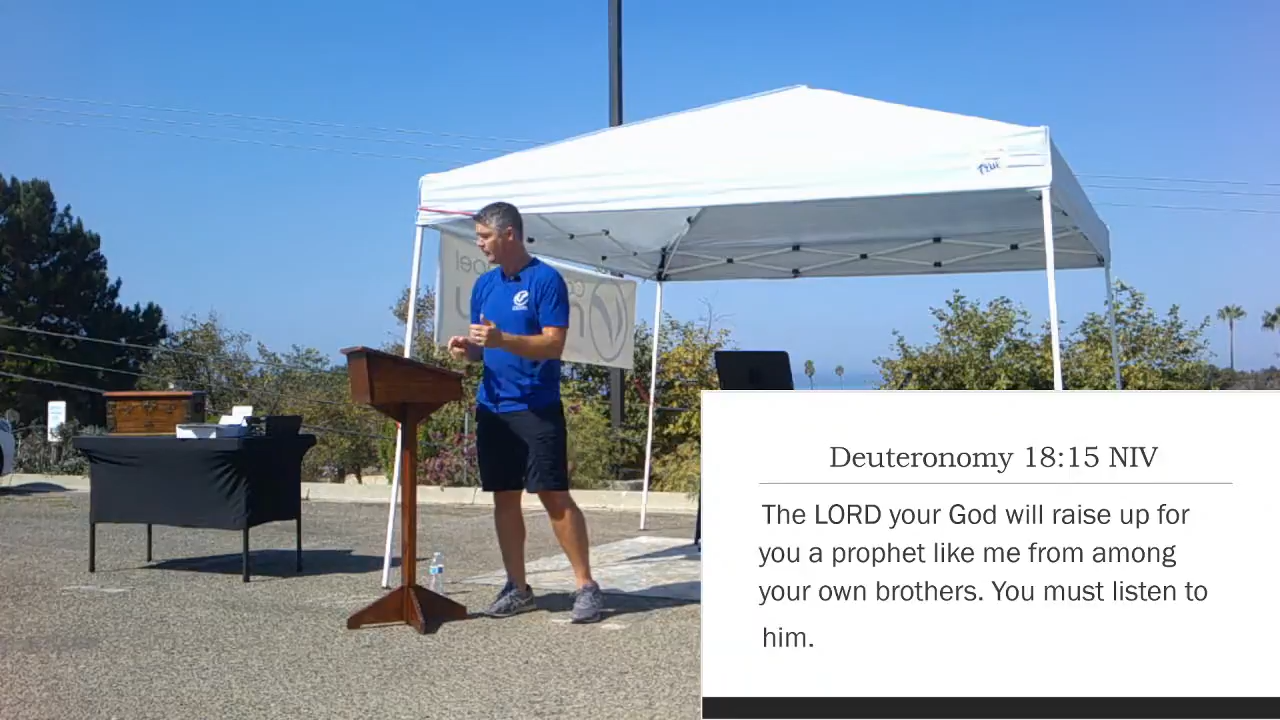 Deuteronomy 18:15 NIV
The LORD your God will raise up for
you a prophet like me from among
your own brothers. You must listen to
him.